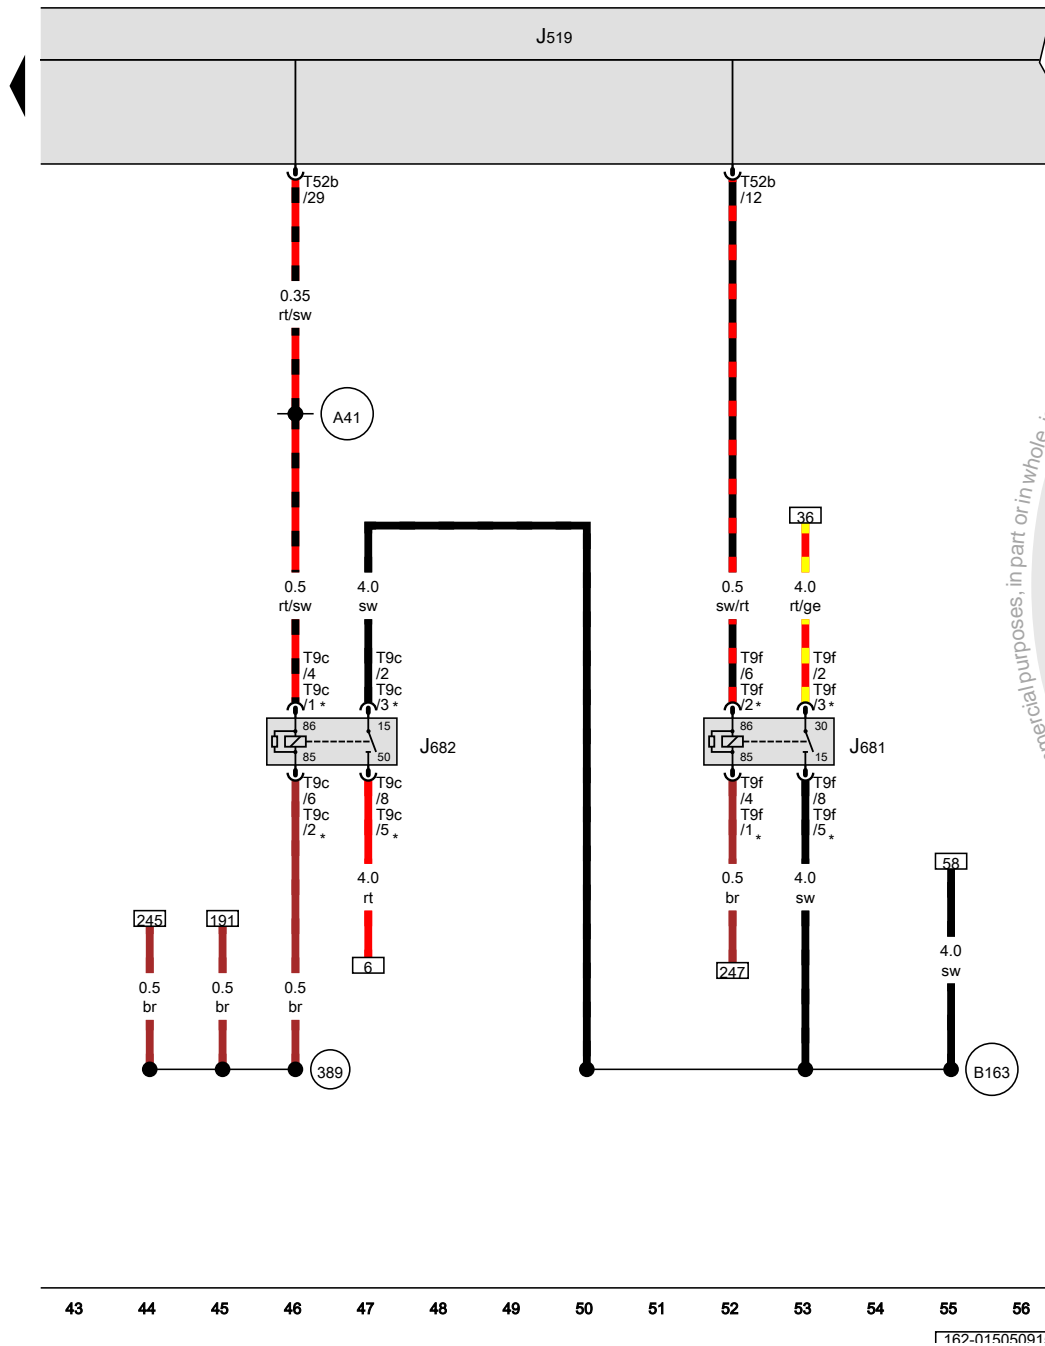 J519
T52b
/29
T52b
/12
0.35
rt/sw
A41
36
0.5
rt/sw
4.0
sw
0.5
sw/rt
4.0
rt/ge
T9c
/4
T9c
/1 *
T9c
/2
T9c
/3 *
T9f
/6
T9f
/2 *
T9f
/2
T9f
/3 *
86
15
85
50
J682
86
30
85
15
J681
T9c
/6
T9c
/2 *
T9c
/8
T9c
/5 *
T9f
/4
T9f
/1 *
T9f
/8
T9f
/5 *
4.0
rt
0.5
br
4.0
sw
58
245
191
6
247
4.0
sw
0.5
br
0.5
br
0.5
br
389
B163
43 44 45 46 47 48 49 50 51 52 53 54 55 56
mercial purposes, in part or in whole, i